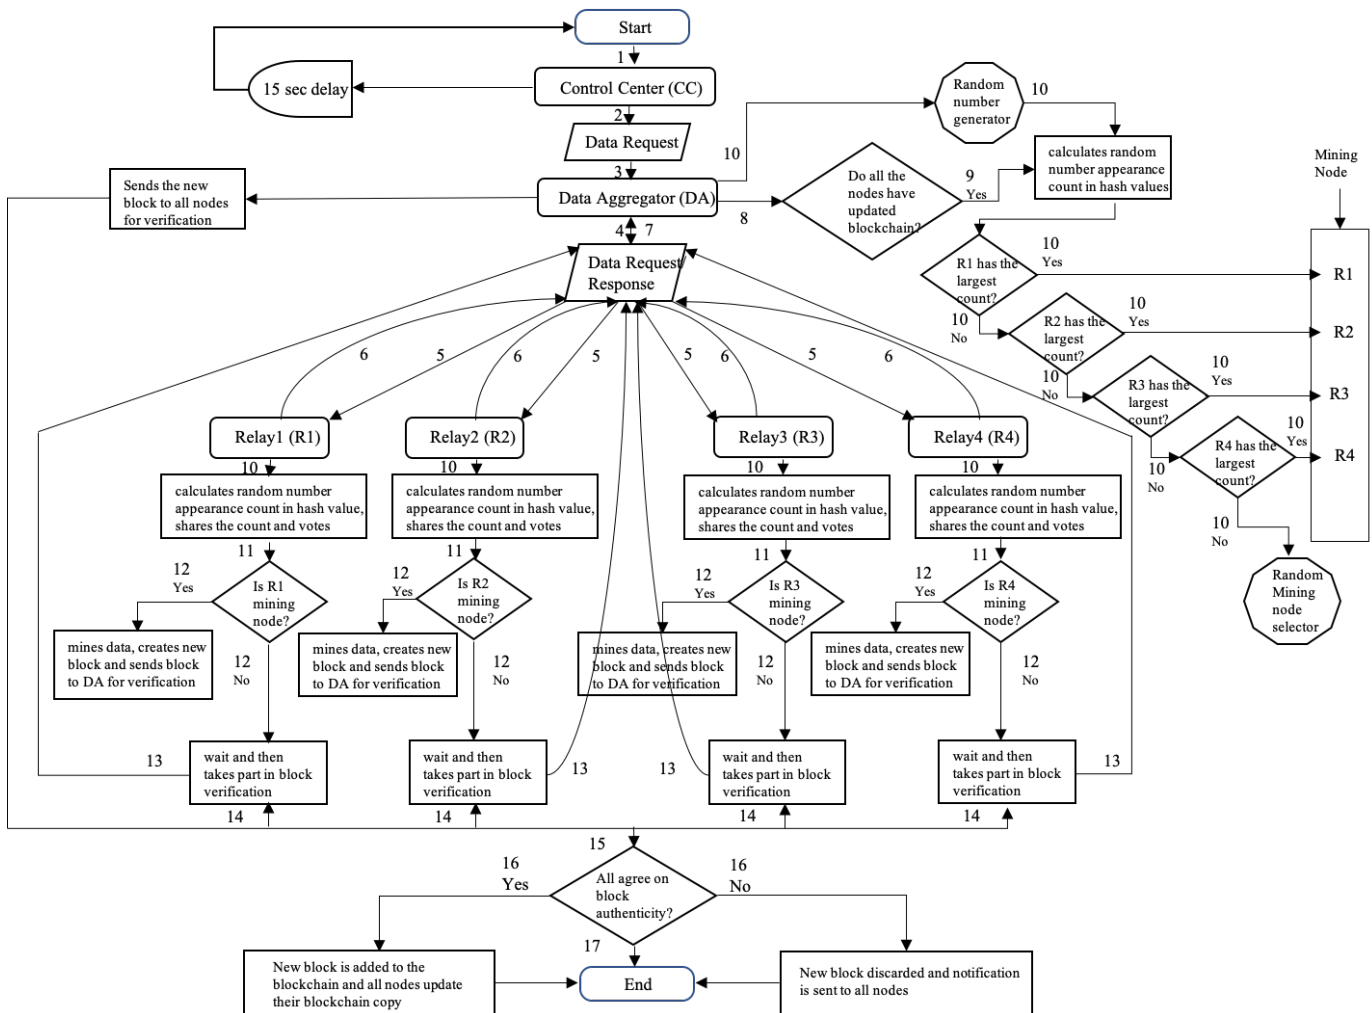 Start
1
15 sec delay
Control Center (CC)
2
Data Request
3
Data Aggregator (DA)
Sends the new
block to all nodes
for verification
10
8
4
7
Random
number
generator
10
calculates random
number appearance
count in hash values
Do all the
nodes have
updated
blockchain?
9
Yes
Mining
Node
R1 has the
largest
count?
10
Yes
R1
10
No
R2 has the
largest
count?
10
Yes
R2
10
No
R3 has the
largest
count?
10
Yes
R3
10
No
R4 has the
largest
count?
10
Yes
R4
10
No
Random
Mining
node
selector
Data Request
Response
6
5
6
5
5
6
5
6
Relay1 (R1)
Relay2 (R2)
Relay3 (R3)
Relay4 (R4)
10
10
10
10
calculates random number
appearance count in hash value,
shares the count and votes
calculates random number
appearance count in hash value,
shares the count and votes
calculates random number
appearance count in hash value,
shares the count and votes
calculates random number
appearance count in hash value,
shares the count and votes
11
11
11
11
12
Yes
Is R1
mining
node?
12
Yes
Is R2
mining
node?
12
Yes
Is R3
mining
node?
12
Yes
Is R4
mining
node?
mines data, creates new
block and sends block
to DA for verification
12
No
mines data, creates new
block and sends block
to DA for verification
12
No
mines data, creates new
block and sends block
to DA for verification
12
No
mines data, creates new
block and sends block
to DA for verification
12
No
13
wait and then
takes part in block
verification
wait and then
takes part in block
verification
13
13
wait and then
takes part in block
verification
wait and then
takes part in block
verification
13
14
14
14
14
15
All agree on
block
authenticity?
16
Yes
16
No
17
New block is added to the
blockchain and all nodes update
their blockchain copy
End
New block discarded and notification
is sent to all nodes